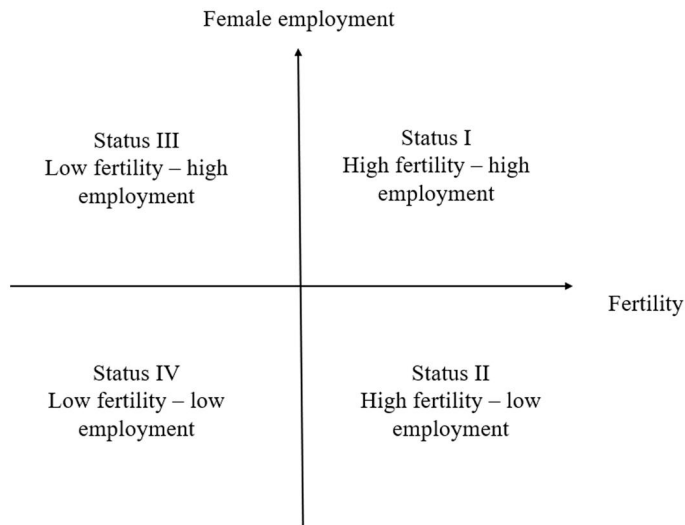 Female employment
Status III
Low fertility – high
employment
Status I
High fertility – high
employment
Fertility
Status IV
Low fertility – low
employment
Status II
High fertility – low
employment